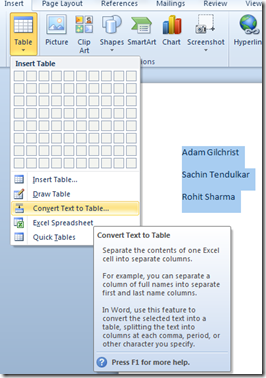 Insert Page Layout References Mailings Review View
Table Picture Clip Art Shapes SmartArt Chart Screenshot Hyperlin
Insert Table
Adam Gilchrist
Sachin Tendulkar
Rohit Sharma
Insert Table...
Draw Table
Convert Text to Table...
Excel Spreadsheet
Quick Tables
Convert Text to Table
Separate the contents of one Excel
cell into separate columns.
For example, you can separate a
column of full names into separate
first and last name columns.
In Word, use this feature to
convert the selected text into a
table, splitting the text into
columns at each comma, period, or
other character you specify.
Press F1 for more help.